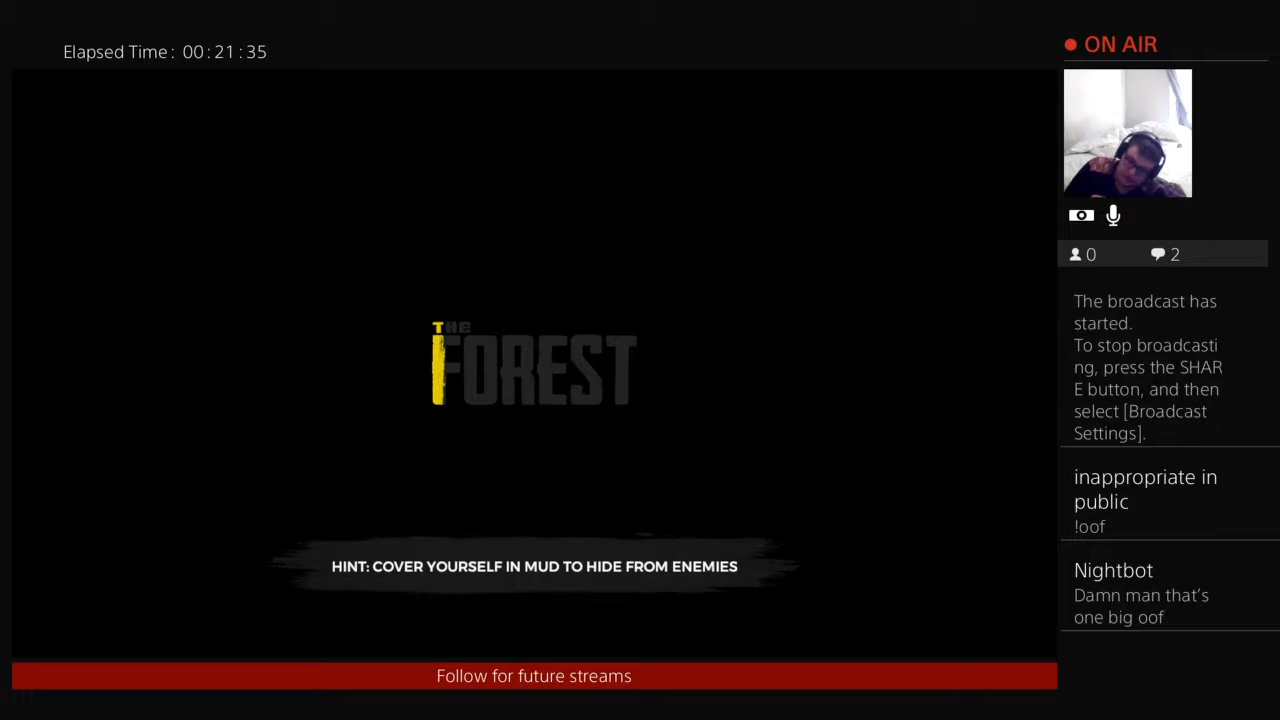 Elapsed Time: 00:21:35
ON AIR
0
2
The broadcast has
started.
To stop broadcasti
ng, press the SHAR
E button, and then
select [Broadcast
Settings].
inappropriate in
public
!oof
Nightbot
Damn man that's
one big oof
THE
FOREST
HINT: COVER YOURSELF IN MUD TO HIDE FROM ENEMIES
Follow for future streams